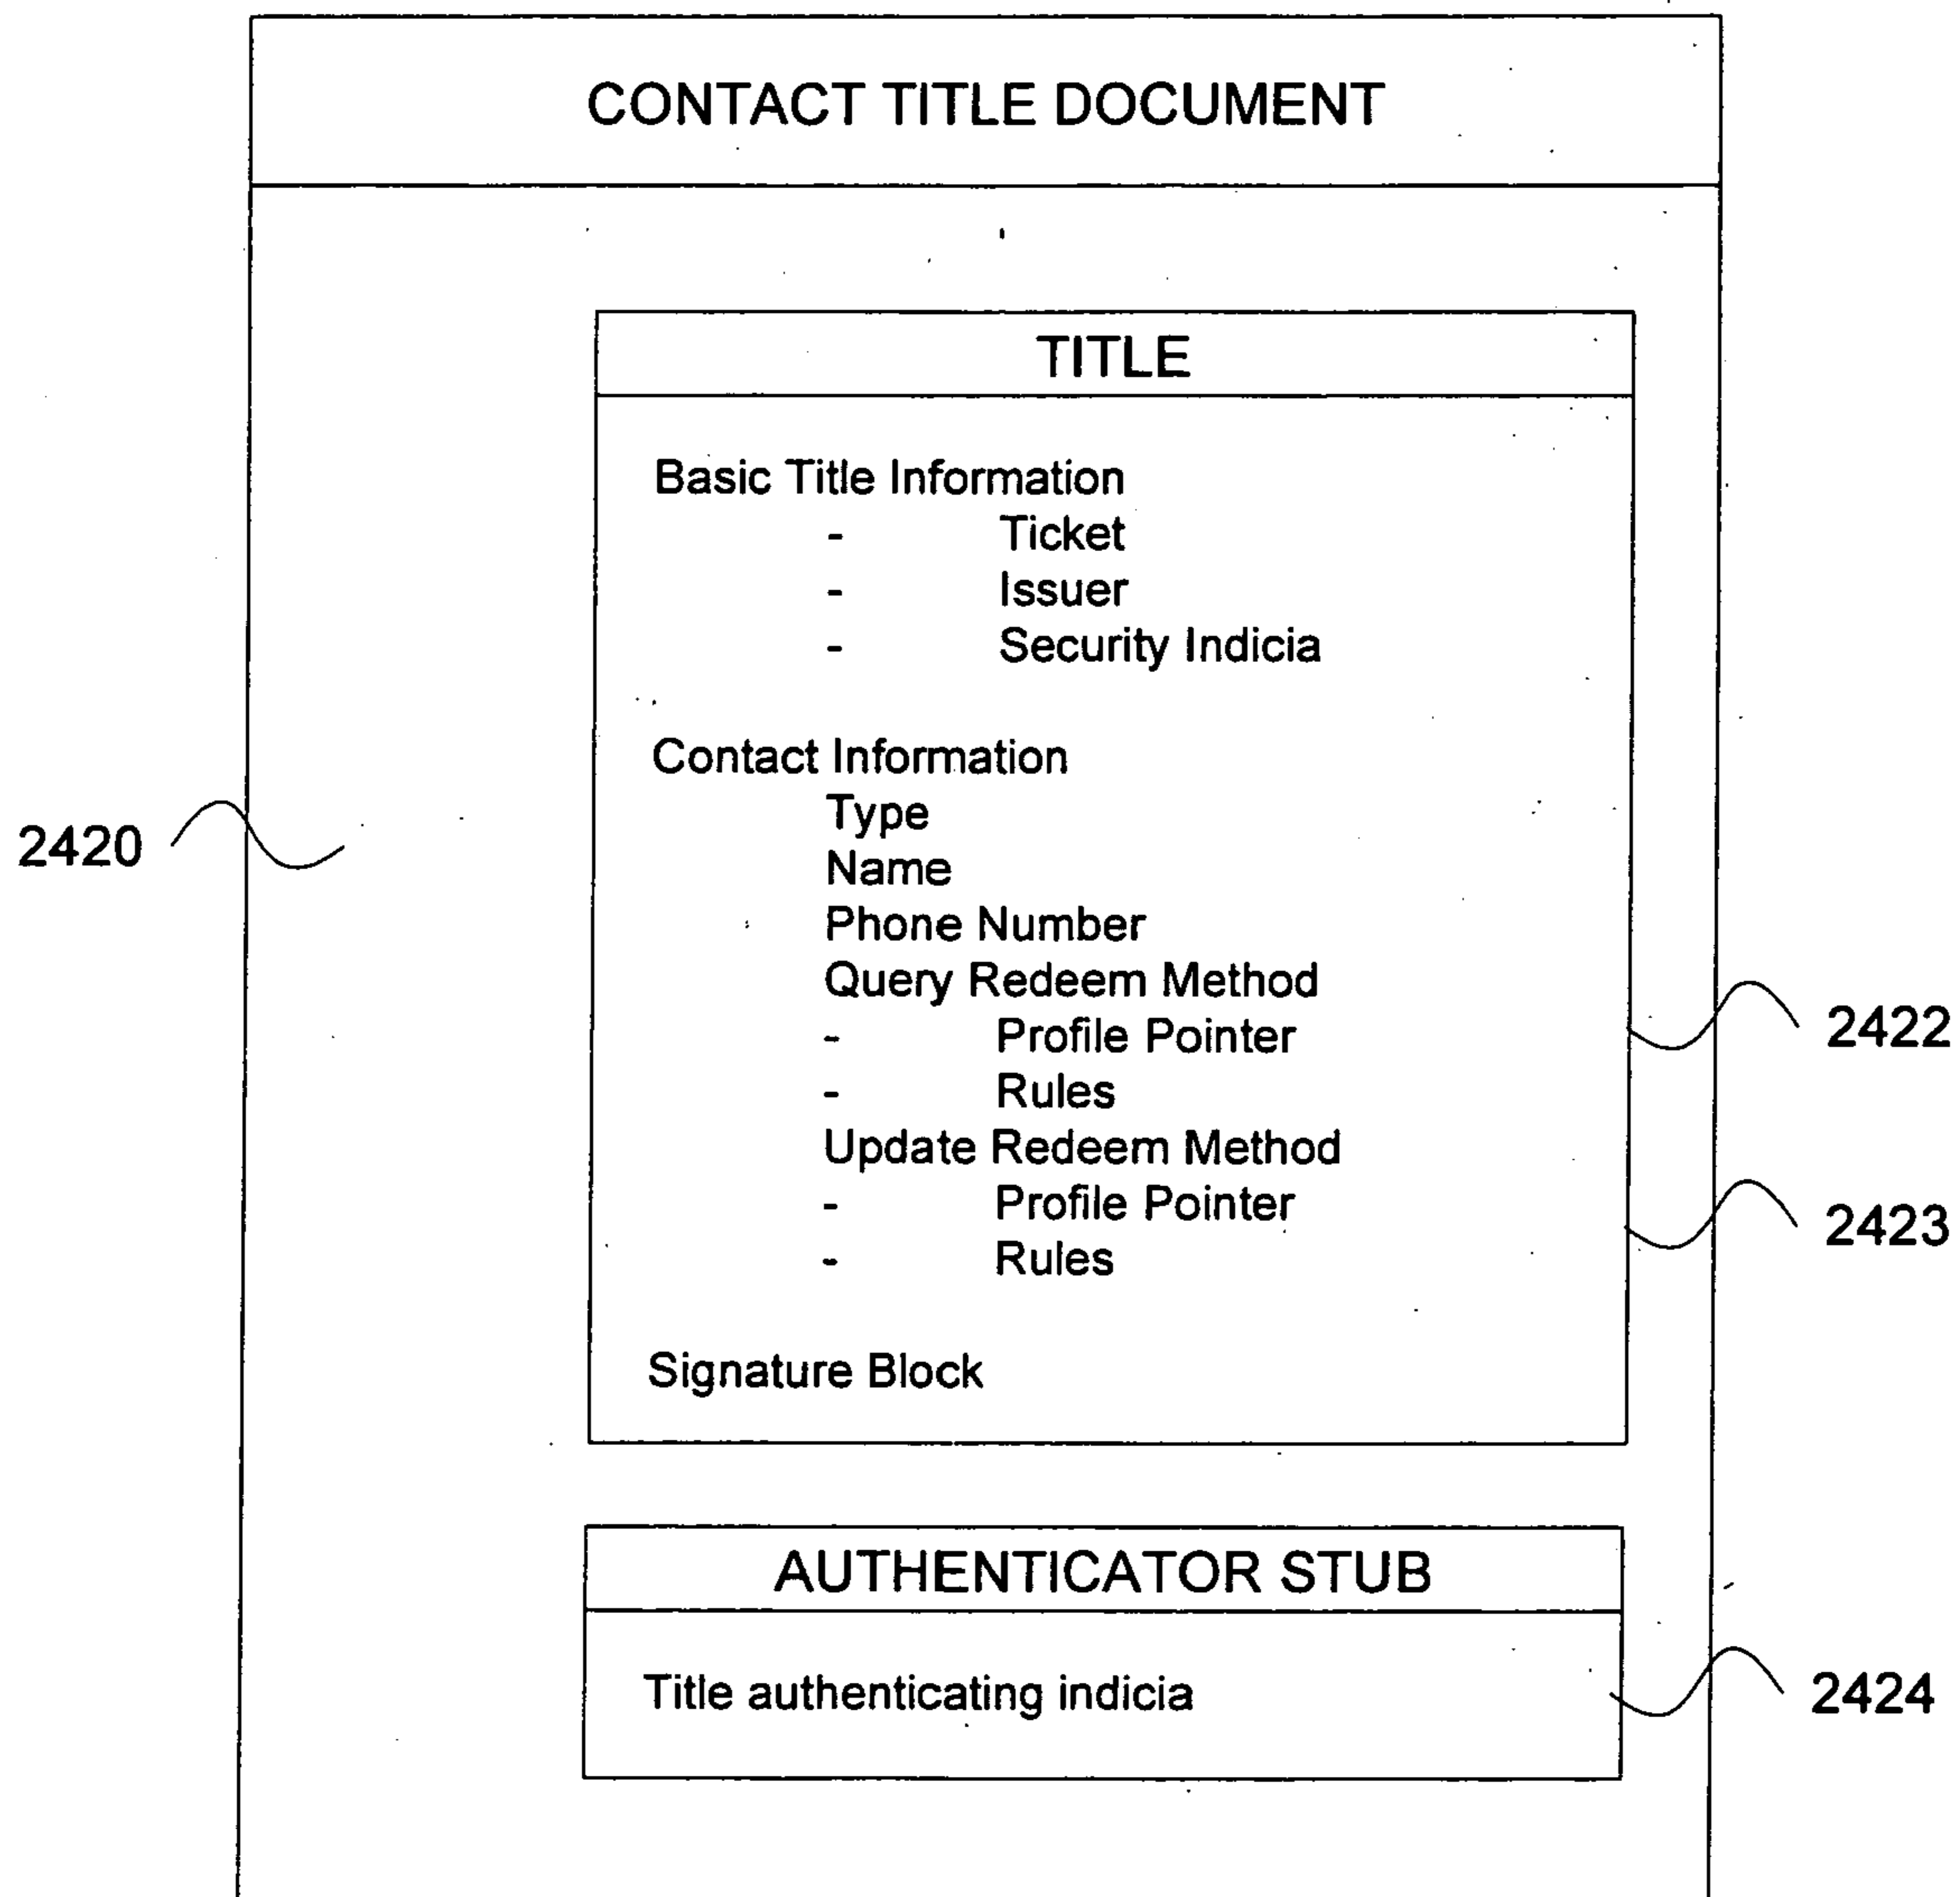 CONTACT TITLE DOCUMENT
TITLE
Basic Title Information
- Ticket
- Issuer
- Security Indicia
Contact Information
Type
Name
2420
Phone Number
Query Redeem Method
- Profile Pointer
2422
- Rules
Update Redeem Method
- Profile Pointer
2423
- Rules
Signature Block
AUTHENTICATOR STUB
Title authenticating indicia
2424